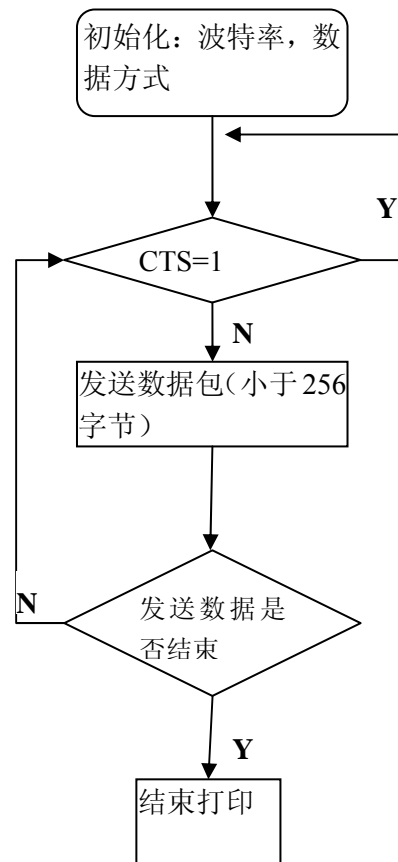 初始化：波特率，数
据方式
Y
CTS=1
N
发送数据包（小于 256
字节）
N
发送数据是
否结束
Y
结束打印